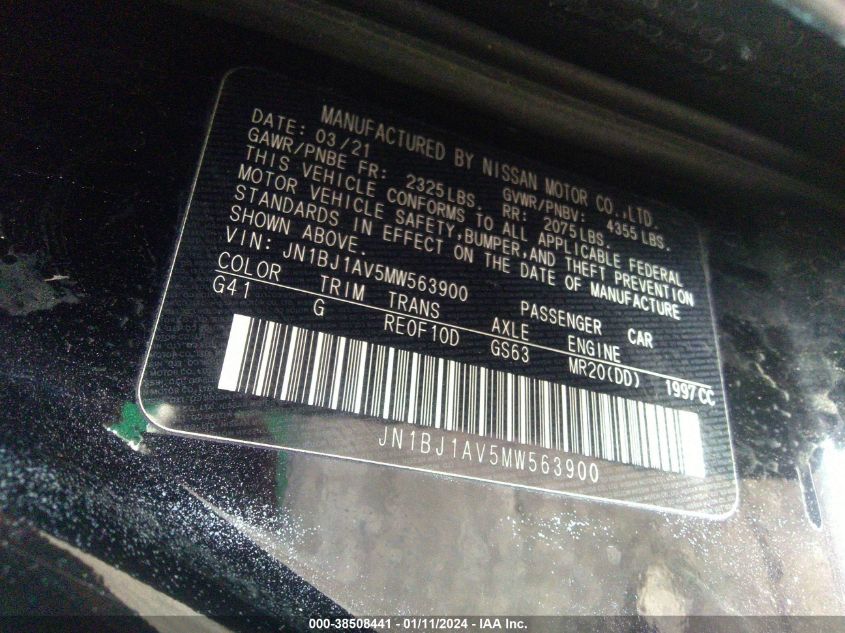 MANUFACTURED BY NISSAN MOTOR CO.,LTD.
DATE: 03/21 GVWR/PNBV: 4355LBS.
GAWR/PNBE FR: 2325LBS. RR: 2075LBS.
THIS VEHICLE CONFORMS TO ALL APPLICABLE FEDERAL
MOTOR VEHICLE SAFETY,BUMPER,AND THEFT PREVENTION
STANDARDS IN EFFECT ON THE DATE OF MANUFACTURE
SHOWN ABOVE.
VIN: JN1BJ1AV5MW563900 PASSENGER CAR
COLOR TRIM TRANS AXLE ENGINE
G41 G RE0F10D GS63 MR20(DD) 1997CC
JN1BJ1AV5MW563900
000-38508441 - 01/11/2024 - IAA Inc.